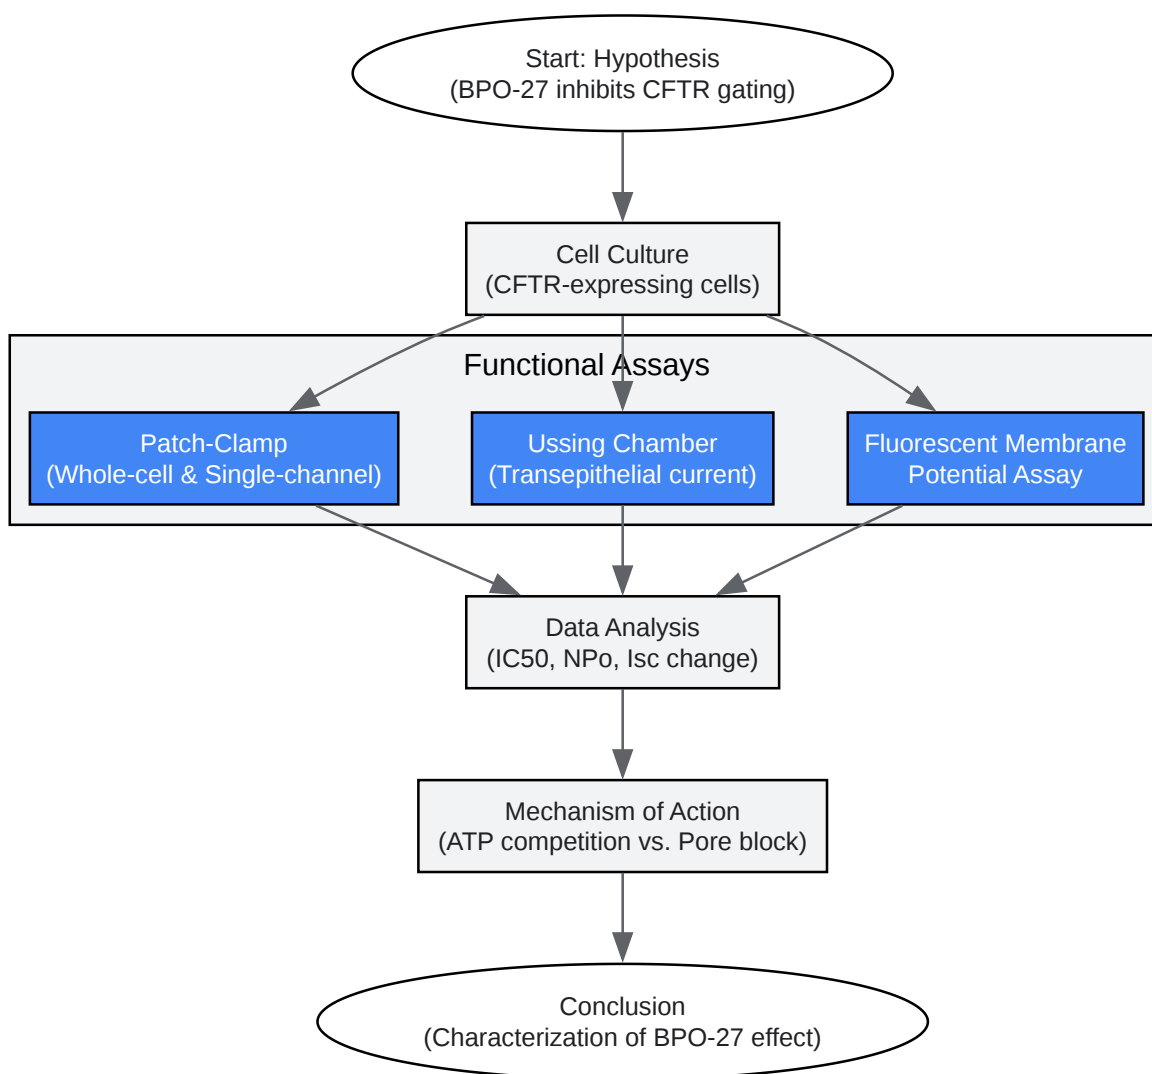 Start: Hypothesis
(BPO-27 inhibits CFTR gating)
Cell Culture
(CFTR-expressing cells)
Functional Assays
Patch-Clamp
(Whole-cell & Single-channel)
Ussing Chamber
(Transepithelial current)
Fluorescent Membrane
Potential Assay
Data Analysis
(IC50, NPo, Isc change)
Mechanism of Action
(ATP competition vs. Pore block)
Conclusion
(Characterization of BPO-27 effect)